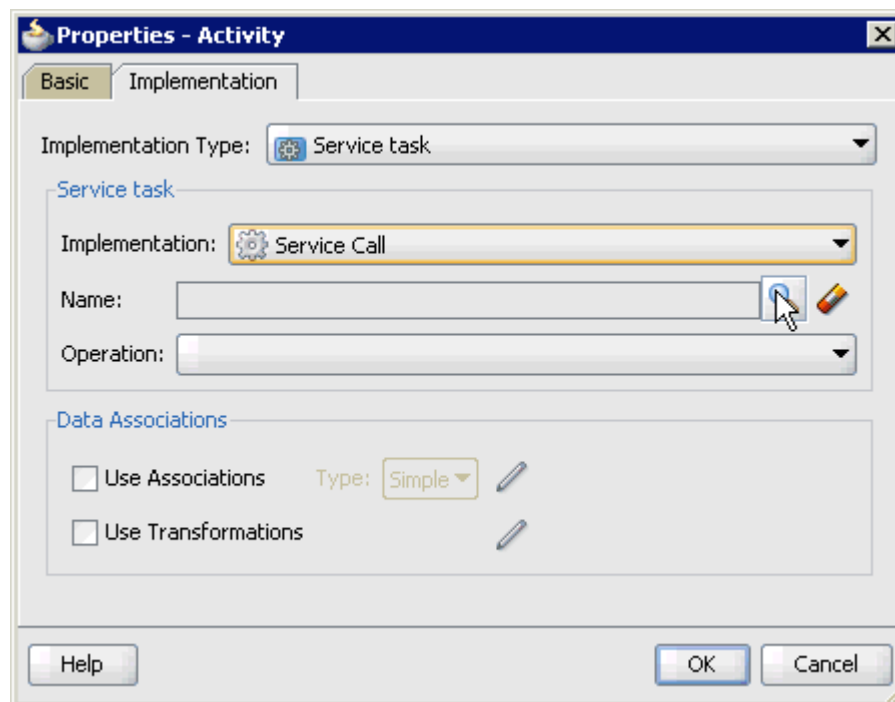 Properties - Activity
Basic Implementation
Implementation Type: Service task
Service task
Implementation: Service Call
Name:
Operation:
Data Associations
Use Associations Type: Simple
Use Transformations
Help OK Cancel